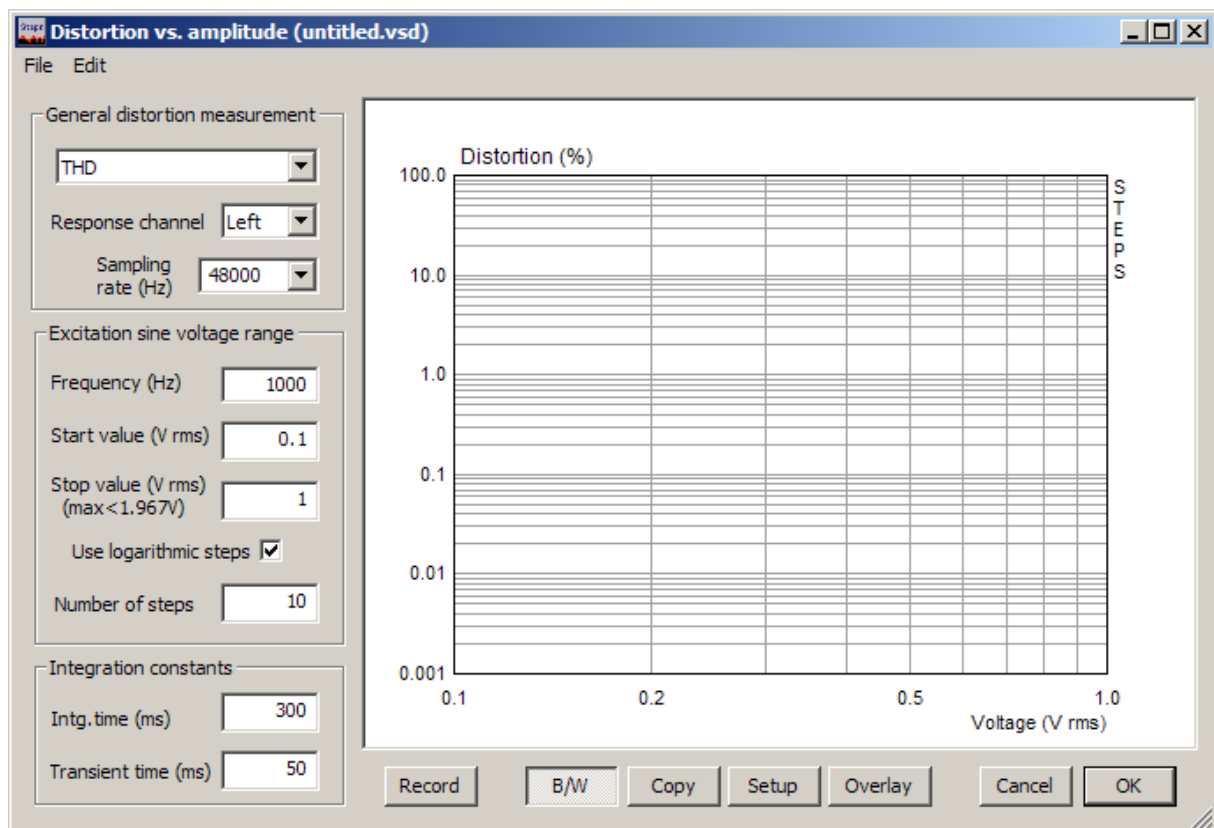 Steps
Distortion vs. amplitude (untitled.vsd)
File Edit
General distortion measurement
THD
Response channel Left
Sampling
rate (Hz) 48000
Excitation sine voltage range
Frequency (Hz) 1000
Start value (V rms) 0.1
Stop value (V rms)
(max<1.967V) 1
Use logarithmic steps
Number of steps 10
Integration constants
Intg.time (ms) 300
Transient time (ms) 50
Distortion (%)
100.0
10.0
1.0
0.1
0.01
0.001
0.1 0.2 0.5 1.0
Voltage (V rms)
STEPS
Record B/W Copy Setup Overlay Cancel OK